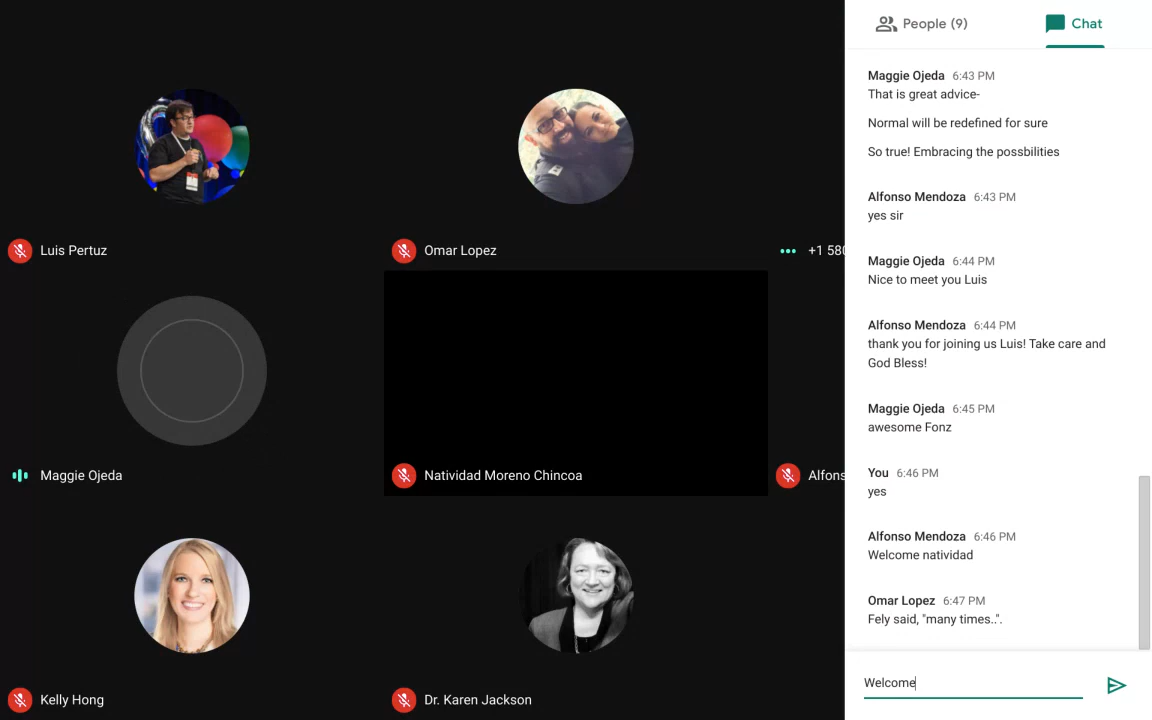 People (9)
Chat
Luis Pertuz
Omar Lopez
+1 580
Maggie Ojeda
Natividad Moreno Chincoa
Alfons
Kelly Hong
Dr. Karen Jackson
Maggie Ojeda 6:43 PM
That is great advice-
Normal will be redefined for sure
So true! Embracing the possbilities
Alfonso Mendoza 6:43 PM
yes sir
Maggie Ojeda 6:44 PM
Nice to meet you Luis
Alfonso Mendoza 6:44 PM
thank you for joining us Luis! Take care and
God Bless!
Maggie Ojeda 6:45 PM
awesome Fonz
You 6:46 PM
yes
Alfonso Mendoza 6:46 PM
Welcome natividad
Omar Lopez 6:47 PM
Fely said, "many times..".
Welcome